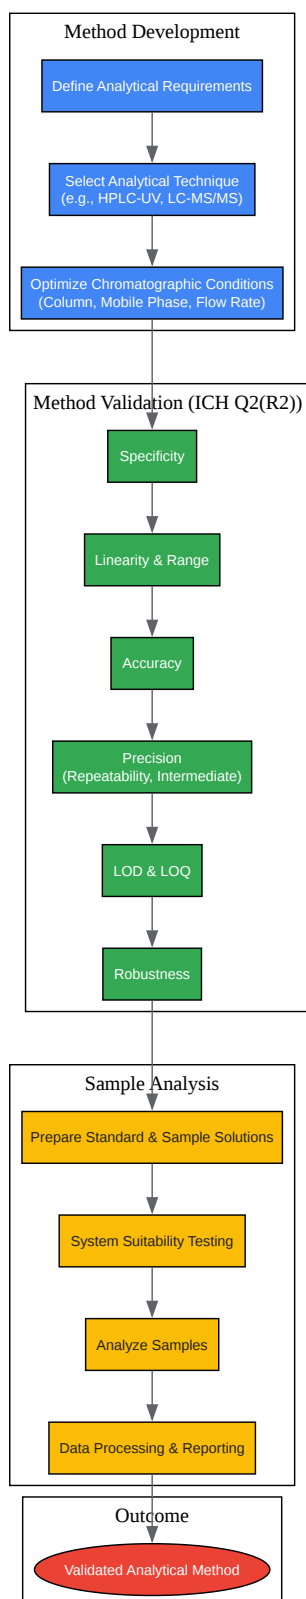 Method Development
Define Analytical Requirements
Select Analytical Technique
(e.g., HPLC-UV, LC-MS/MS)
Optimize Chromatographic Conditions
(Column, Mobile Phase, Flow Rate)
Method Validation (ICH Q2(R2))
Specificity
Linearity & Range
Accuracy
Precision
(Repeatability, Intermediate)
LOD & LOQ
Robustness
Sample Analysis
Prepare Standard & Sample Solutions
System Suitability Testing
Analyze Samples
Data Processing & Reporting
Outcome
Validated Analytical Method